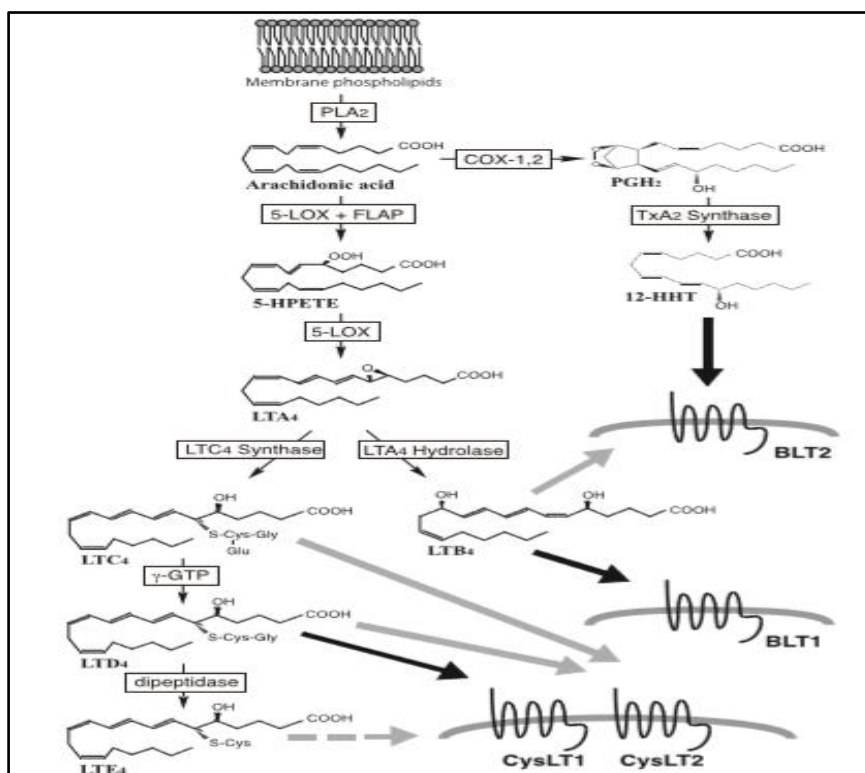 Membrane phospholipids
PLA2
COOH
Arachidonic acid
COX-1,2
O
O
COOH
PGH2
OH
5-LOX + FLAP
TxA2 Synthase
OOH
COOH
5-HPETE
COOH
12-HHT
OH
5-LOX
O
COOH
LTA4
BLT2
LTC4 Synthase
LTA4 Hydrolase
OH
COOH
S-Cys-Gly
Glu
LTC4
OH
OH
COOH
LTB4
γ-GTP
OH
COOH
S-Cys-Gly
LTD4
BLT1
dipeptidase
OH
COOH
S-Cys
LTE4
CysLT1
CysLT2